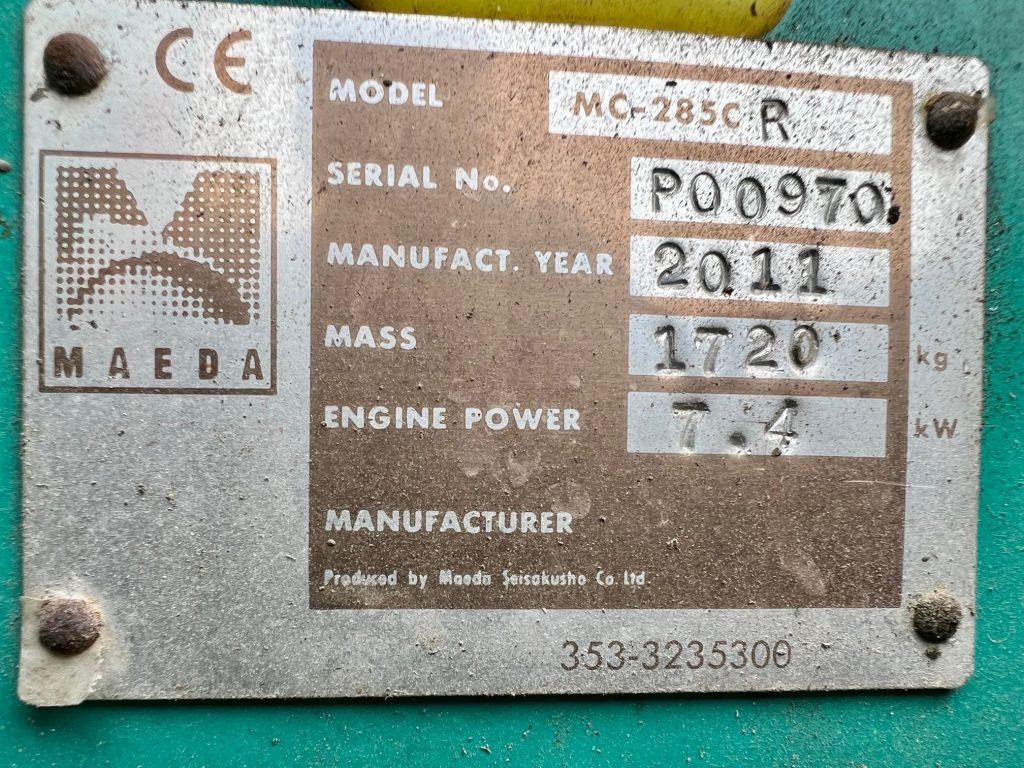 CE
MAEDA
MODEL MC-285C R
SERIAL No. P00970
MANUFACT. YEAR 2011
MASS 1720 kg
ENGINE POWER 7.4 kW
MANUFACTURER
Produced by Maeda Seisakusho Co. Ltd.
353-3235300